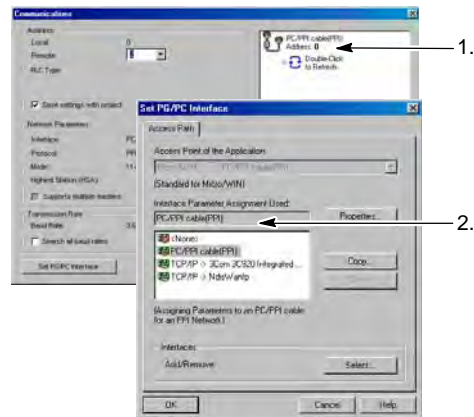 Communications
Address
Local 0
Remote
PLC Type
Save settings with project
Network Parameters
Interface
Protocol
Mode
Highest Station (HSA)
Supports multiple masters
Transmission Rate
Baud Rate
Search all baud rates
Set PG/PC Interface
PC/PPI cable(PPI)
Address: 0
Double-Click
to Refresh
1.
Set PG/PC Interface
Access Path
Access Point of the Application
(Standard for Micro/WIN)
Interface Parameter Assignment Used:
PC/PPI cable(PPI)
Properties...
2.
<None>
PC/PPI cable(PPI)
TCP/IP -> 3Com 3C920 Integrated ...
TCP/IP -> NdisWanIp
Copy...
(Assigning Parameters to an PC/PPI cable
for an PPI Network)
Interfaces
Add/Remove:
Select...
OK
Cancel
Help